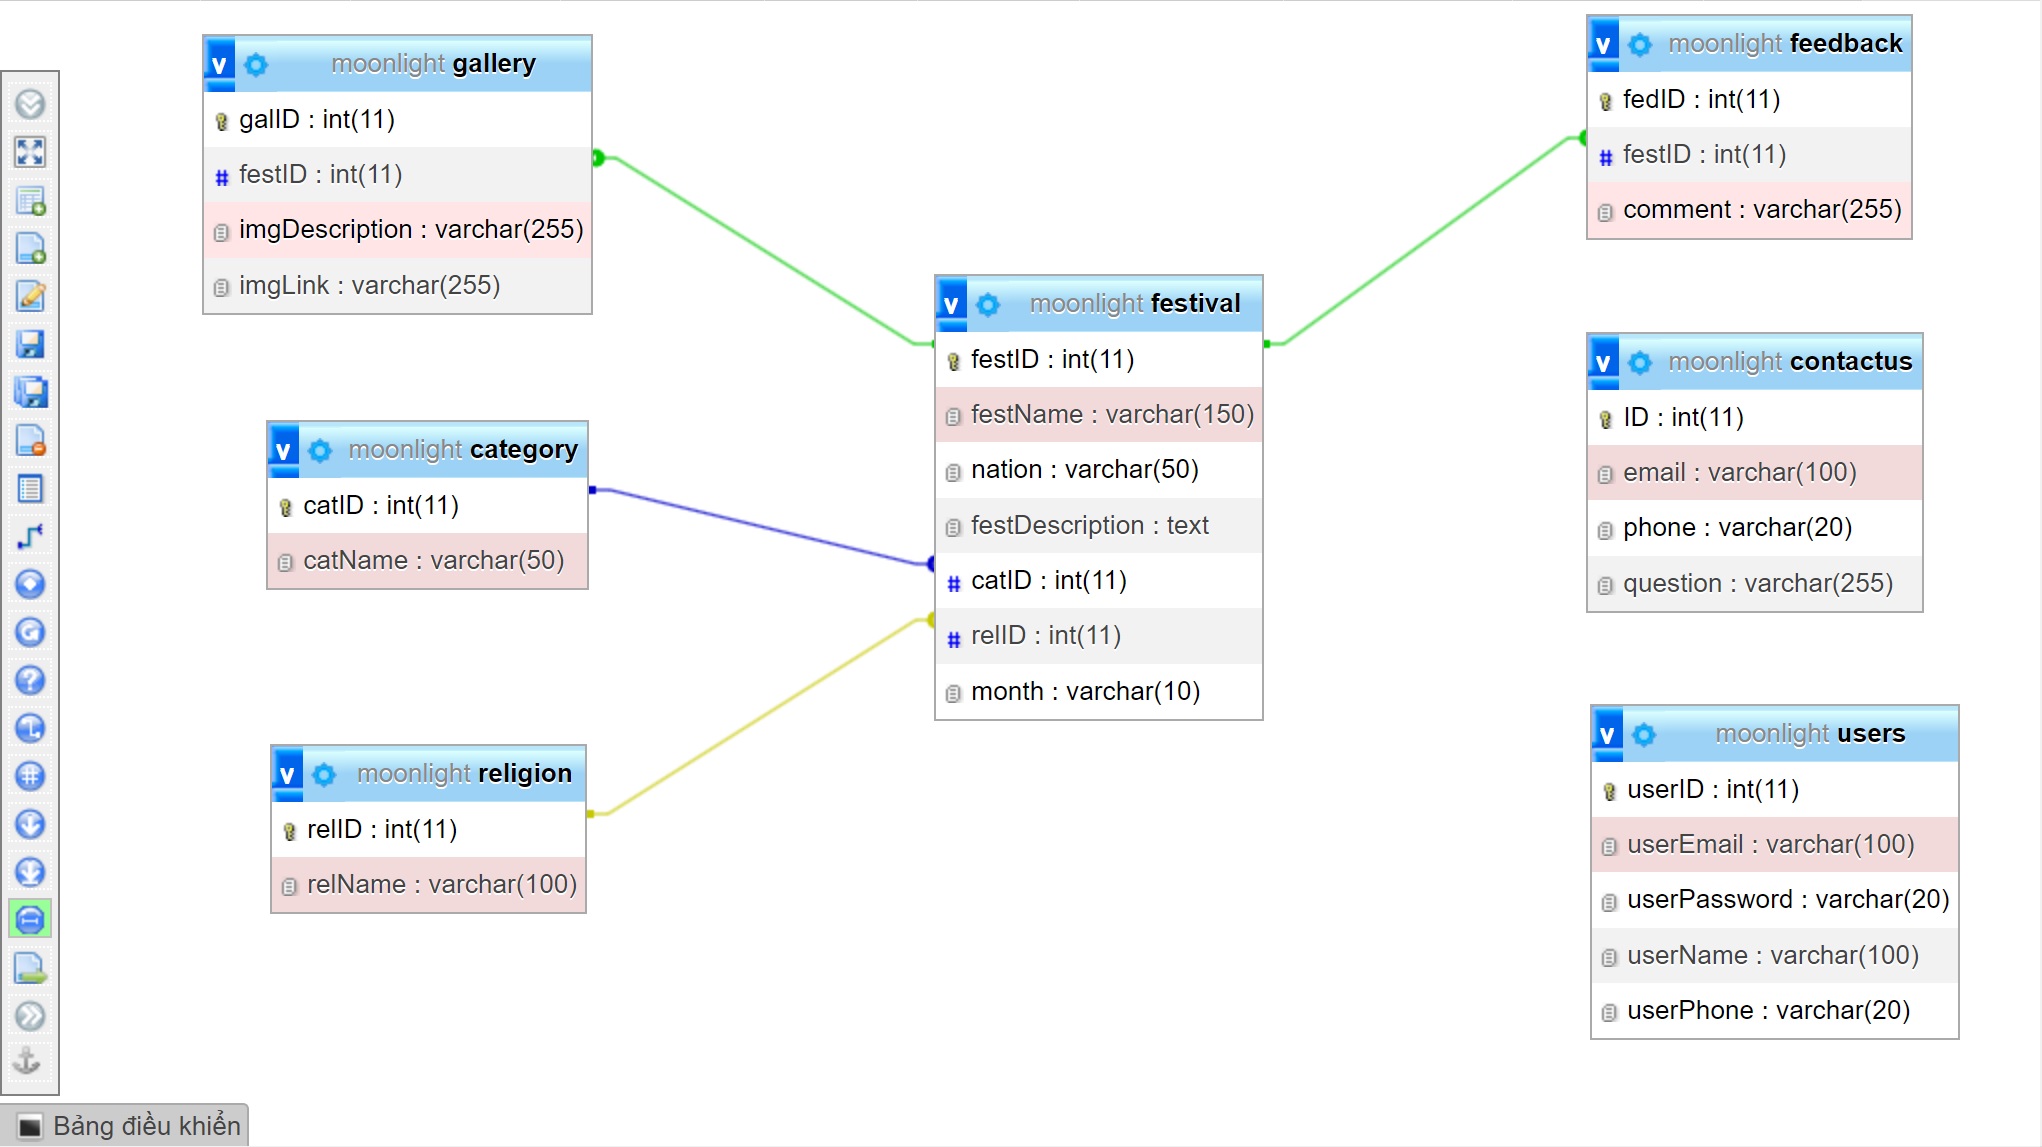 moonlight gallery
galID : int(11)
festID : int(11)
imgDescription : varchar(255)
imgLink : varchar(255)
moonlight category
catID : int(11)
catName : varchar(50)
moonlight religion
relID : int(11)
relName : varchar(100)
moonlight festival
festID : int(11)
festName : varchar(150)
nation : varchar(50)
festDescription : text
catID : int(11)
relID : int(11)
month : varchar(10)
moonlight feedback
fedID : int(11)
festID : int(11)
comment : varchar(255)
moonlight contactus
ID : int(11)
email : varchar(100)
phone : varchar(20)
question : varchar(255)
moonlight users
userID : int(11)
userEmail : varchar(100)
userPassword : varchar(20)
userName : varchar(100)
userPhone : varchar(20)
Bảng điều khiển